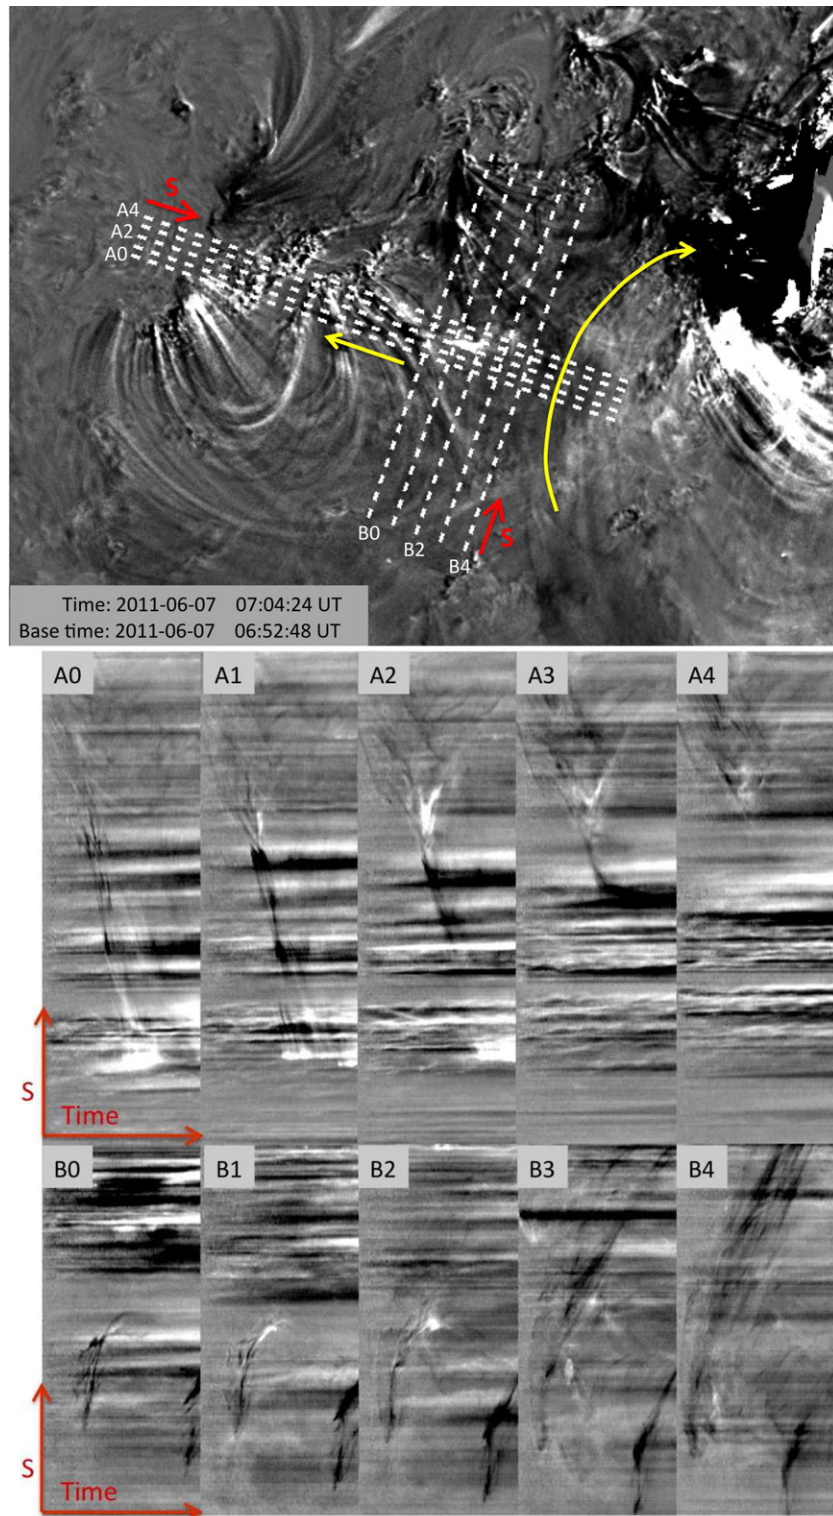 S
A4
A2
A0
B0
B2
B4
S
Time: 2011-06-07 07:04:24 UT
Base time: 2011-06-07 06:52:48 UT
A0 A1 A2 A3 A4
S
Time
B0 B1 B2 B3 B4
S
Time